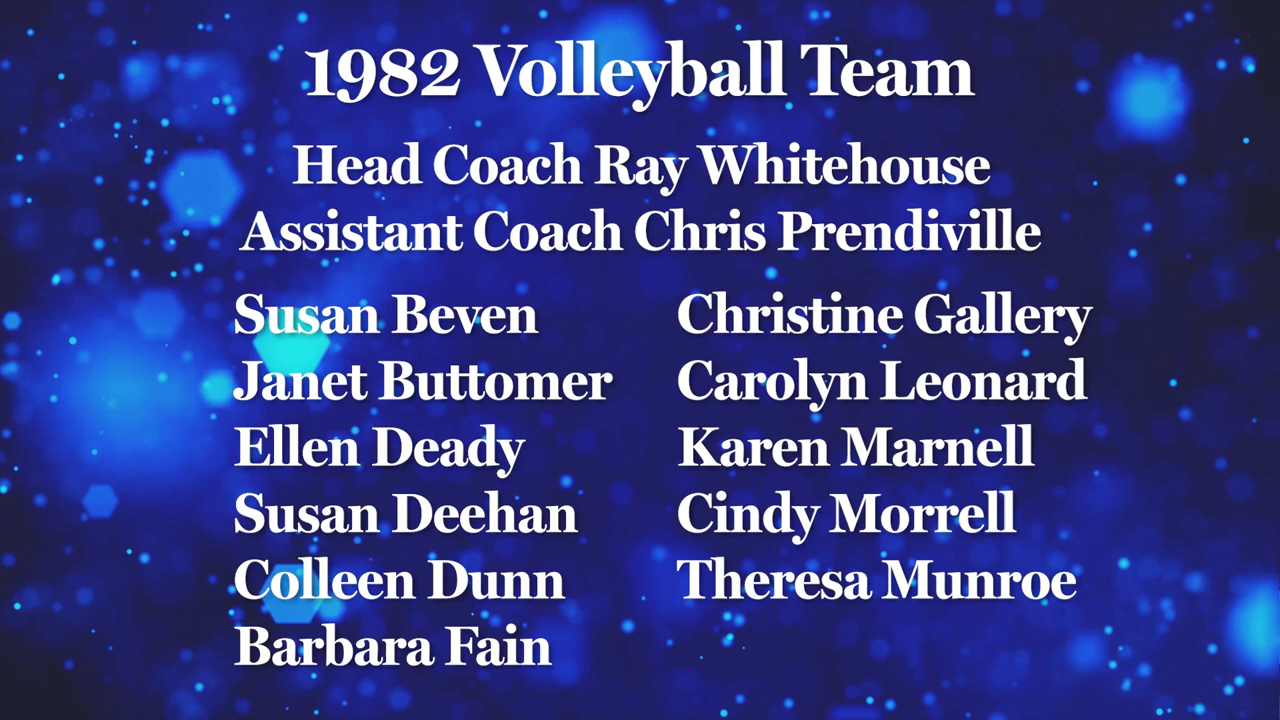 1982 Volleyball Team
Head Coach Ray Whitehouse
Assistant Coach Chris Prendiville
Susan Beven
Janet Buttomer
Ellen Deady
Susan Deehan
Colleen Dunn
Barbara Fain
Christine Gallery
Carolyn Leonard
Karen Marnell
Cindy Morrell
Theresa Munroe